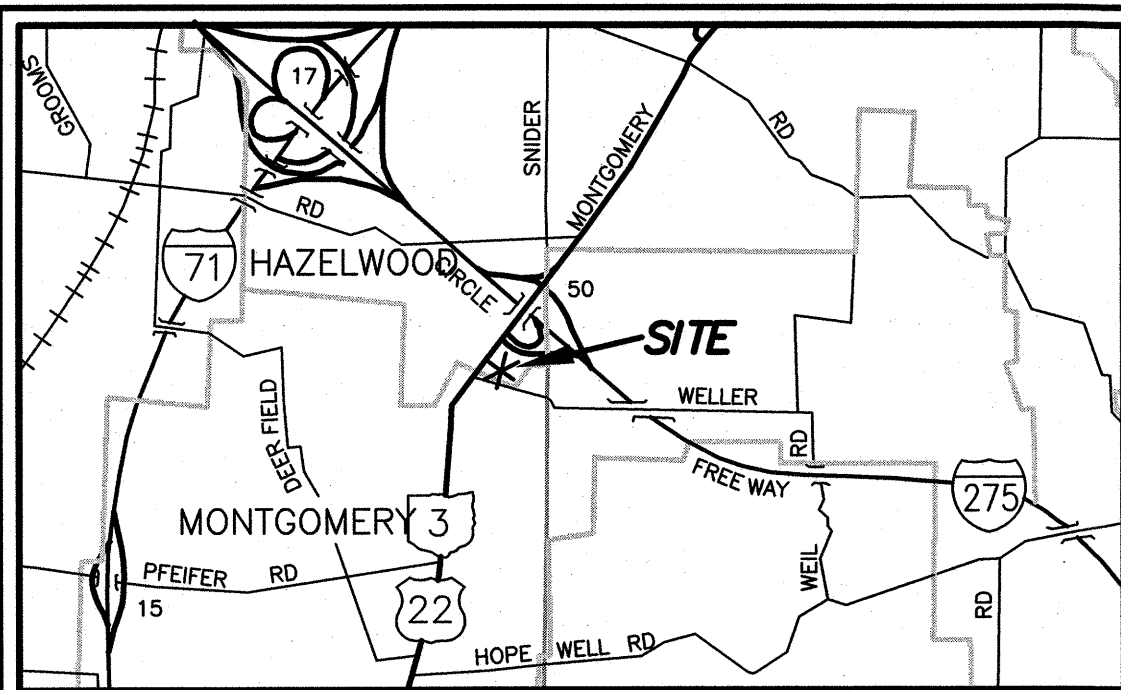 GROOMS
17
SNIDER
MONTGOMERY
RD
RD
71
HAZELWOOD
CIRCLE
50
SITE
WELLER
DEER FIELD
RD
FREE WAY
275
MONTGOMERY
3
PFEIFER RD
15
22
WEIL
RD
HOPE WELL RD